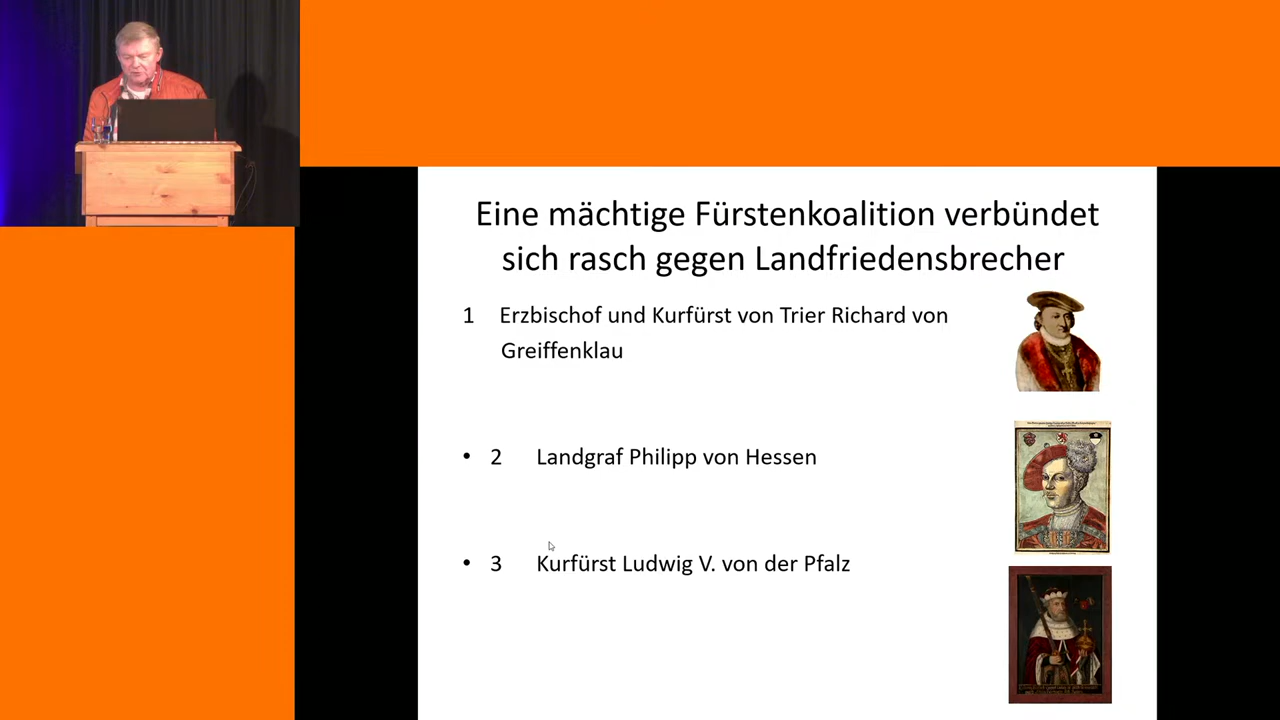 Eine mächtige Fürstenkoalition verbündet
sich rasch gegen Landfriedensbrecher
1 Erzbischof und Kurfürst von Trier Richard von
Greiffenklau
• 2 Landgraf Philipp von Hessen
• 3 Kurfürst Ludwig V. von der Pfalz